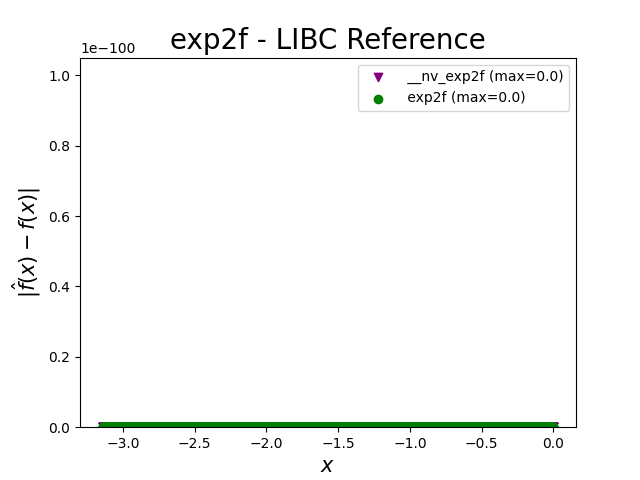 exp2f - LIBC Reference
1e−100
1.0
0.8
0.6
0.4
0.2
0.0
|f̂(x) − f(x)|
__nv_exp2f (max=0.0)
exp2f (max=0.0)
−3.0 −2.5 −2.0 −1.5 −1.0 −0.5 0.0
x